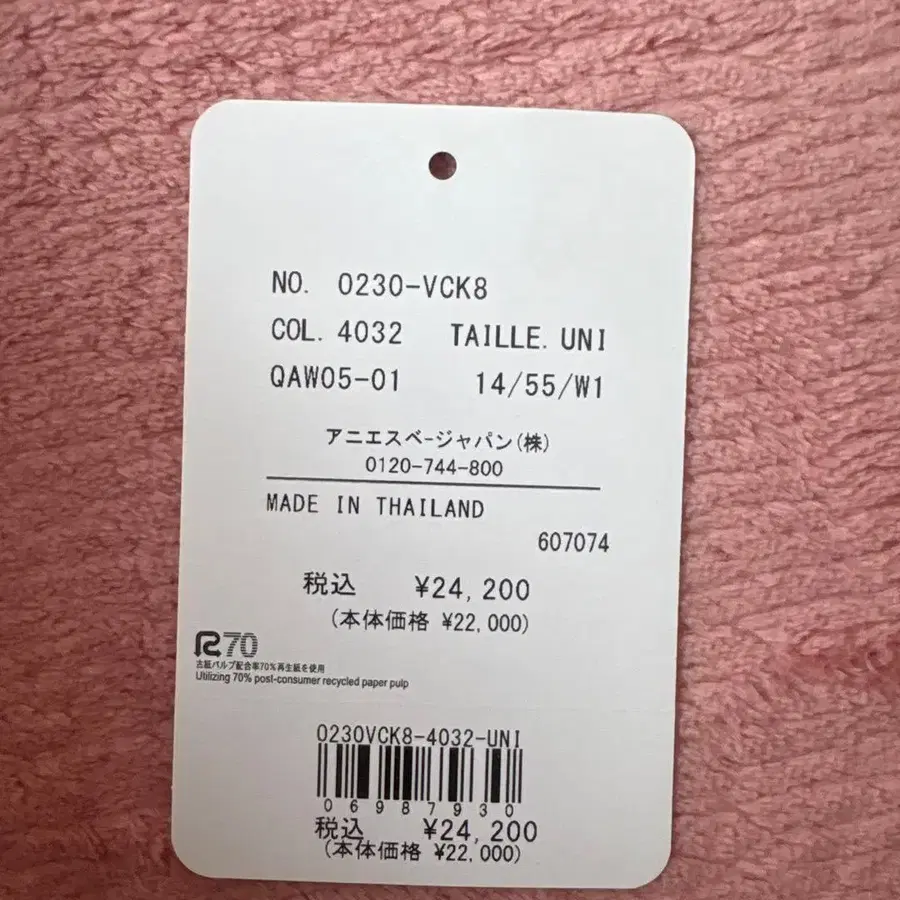 NO. 0230-VCK8
COL. 4032 TAILLE. UNI
QAW05-01 14/55/W1
アニエスベージャパン(株)
0120-744-800
MADE IN THAILAND
607074
税込 ¥24,200
(本体価格 ¥22,000)
R70
古紙パルプ配合率70%再生紙を使用
Utilizing 70% post-consumer recycled paper pulp
0230VCK8-4032-UNI
06987930
税込 ¥24,200
(本体価格 ¥22,000)